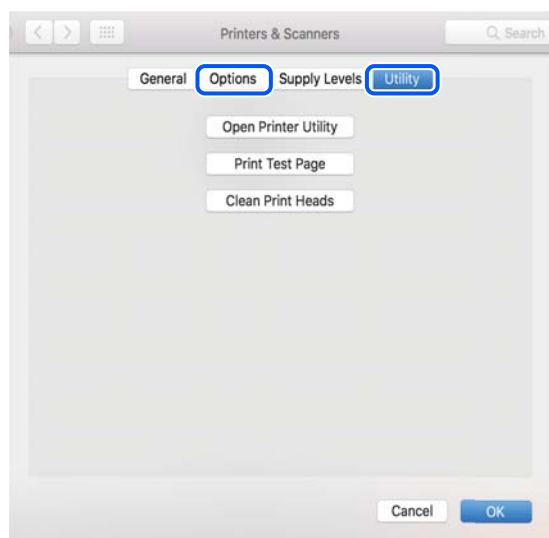 Printers & Scanners
Search
General Options Supply Levels Utility
Open Printer Utility
Print Test Page
Clean Print Heads
Cancel OK